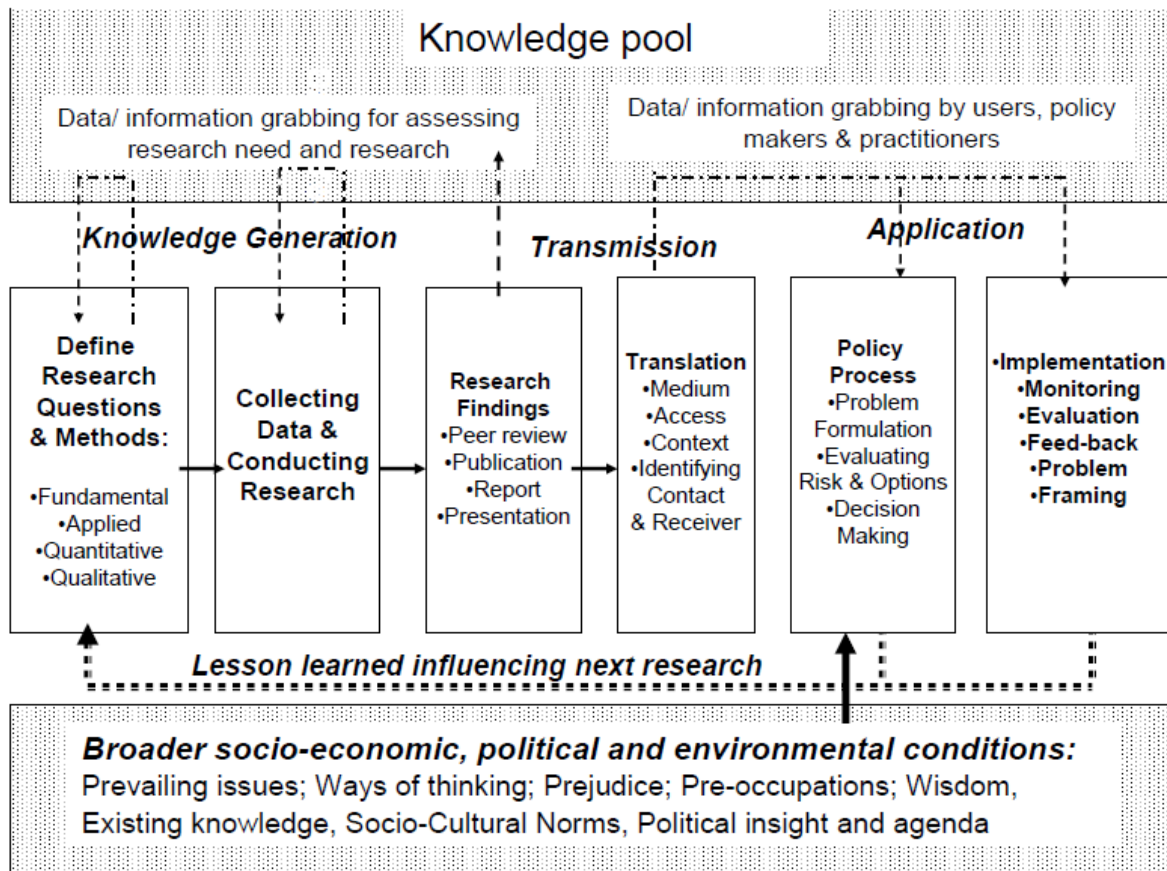 Knowledge pool
Data/ information grabbing for assessing
research need and research
Data/ information grabbing by users, policy
makers & practitioners
Knowledge Generation
Transmission
Application
Define
Research
Questions
& Methods:
•Fundamental
•Applied
•Quantitative
•Qualitative
Collecting
Data &
Conducting
Research
Research
Findings
•Peer review
•Publication
•Report
•Presentation
Translation
•Medium
•Access
•Context
•Identifying
Contact
& Receiver
Policy
Process
•Problem
Formulation
•Evaluating
Risk & Options
•Decision
Making
•Implementation
•Monitoring
•Evaluation
•Feed-back
•Problem
•Framing
Lesson learned influencing next research
Broader socio-economic, political and environmental conditions:
Prevailing issues; Ways of thinking; Prejudice; Pre-occupations; Wisdom,
Existing knowledge, Socio-Cultural Norms, Political insight and agenda